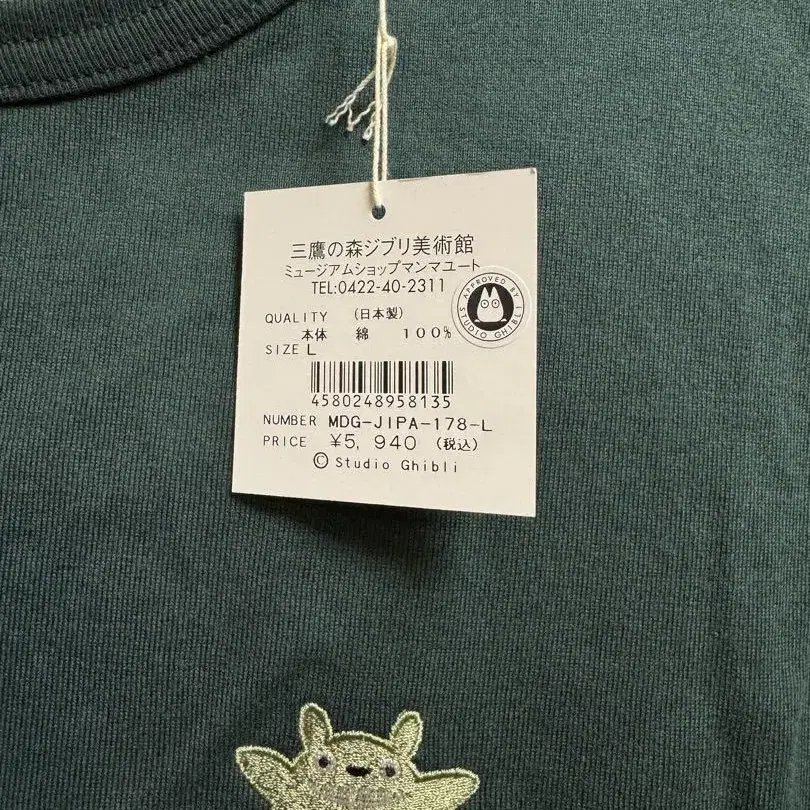 三鷹の森ジブリ美術館
ミュージアムショップマンマユート
TEL:0422-40-2311
APPROVED BY STUDIO GHIBLI
QUALITY (日本製)
本体 綿 100%
SIZE L
4580248958135
NUMBER MDG-JIPA-178-L
PRICE ¥5,940 (税込)
© Studio Ghibli